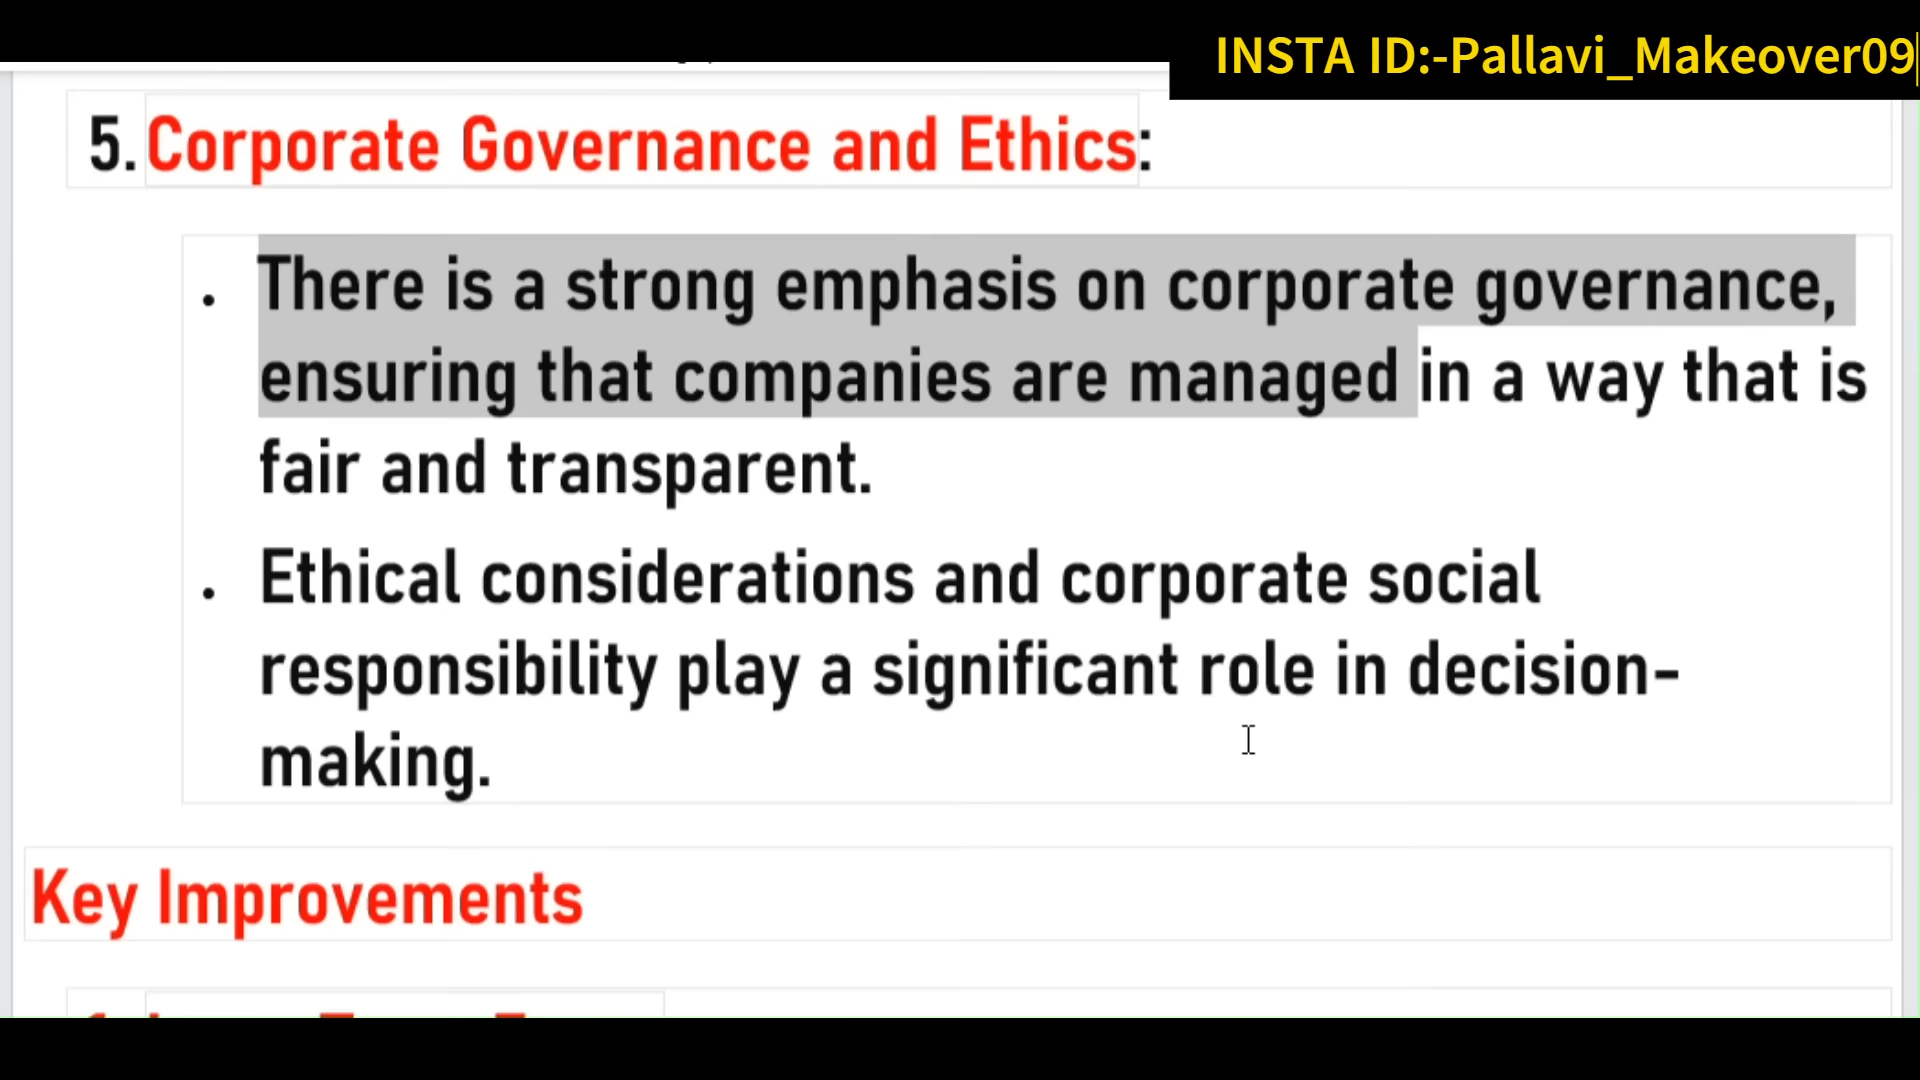 INSTA ID:-Pallavi_Makeover09
5. Corporate Governance and Ethics:
• There is a strong emphasis on corporate governance,
ensuring that companies are managed in a way that is
fair and transparent.
• Ethical considerations and corporate social
responsibility play a significant role in decision-
making.
Key Improvements